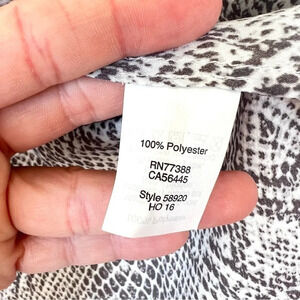 100% Polyester
RN77388
CA56445
Style 58920
HO 16